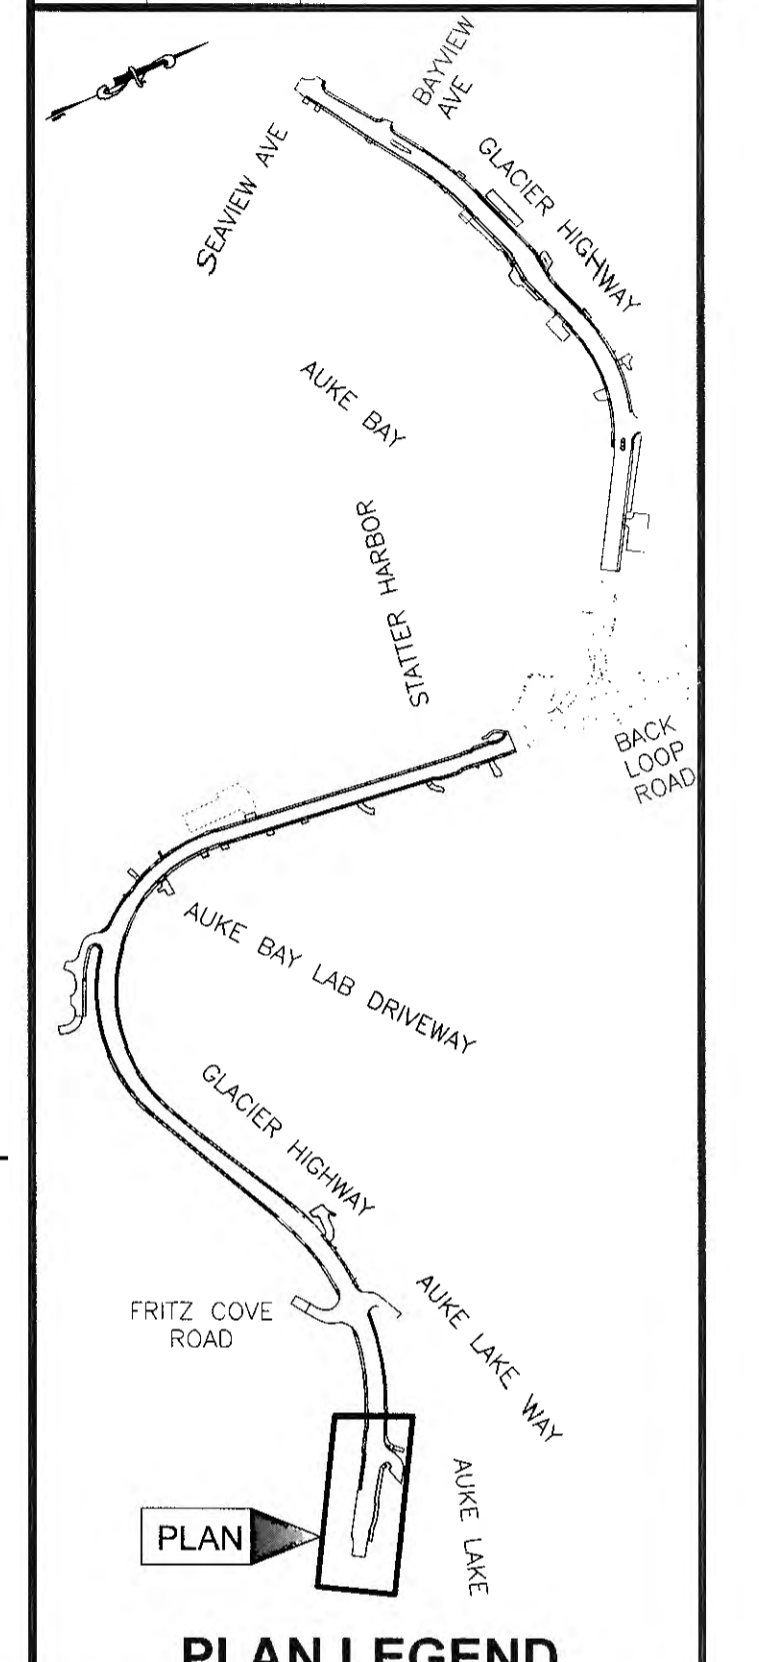 BAYVIEW
AVE
SEAVIEW AVE
GLACIER HIGHWAY
AUKE BAY
STATTER HARBOR
BACK
LOOP
ROAD
AUKE BAY LAB DRIVEWAY
GLACIER HIGHWAY
FRITZ COVE
ROAD
AUKE LAKE WAY
AUKE LAKE
PLAN
PLAN LEGEND